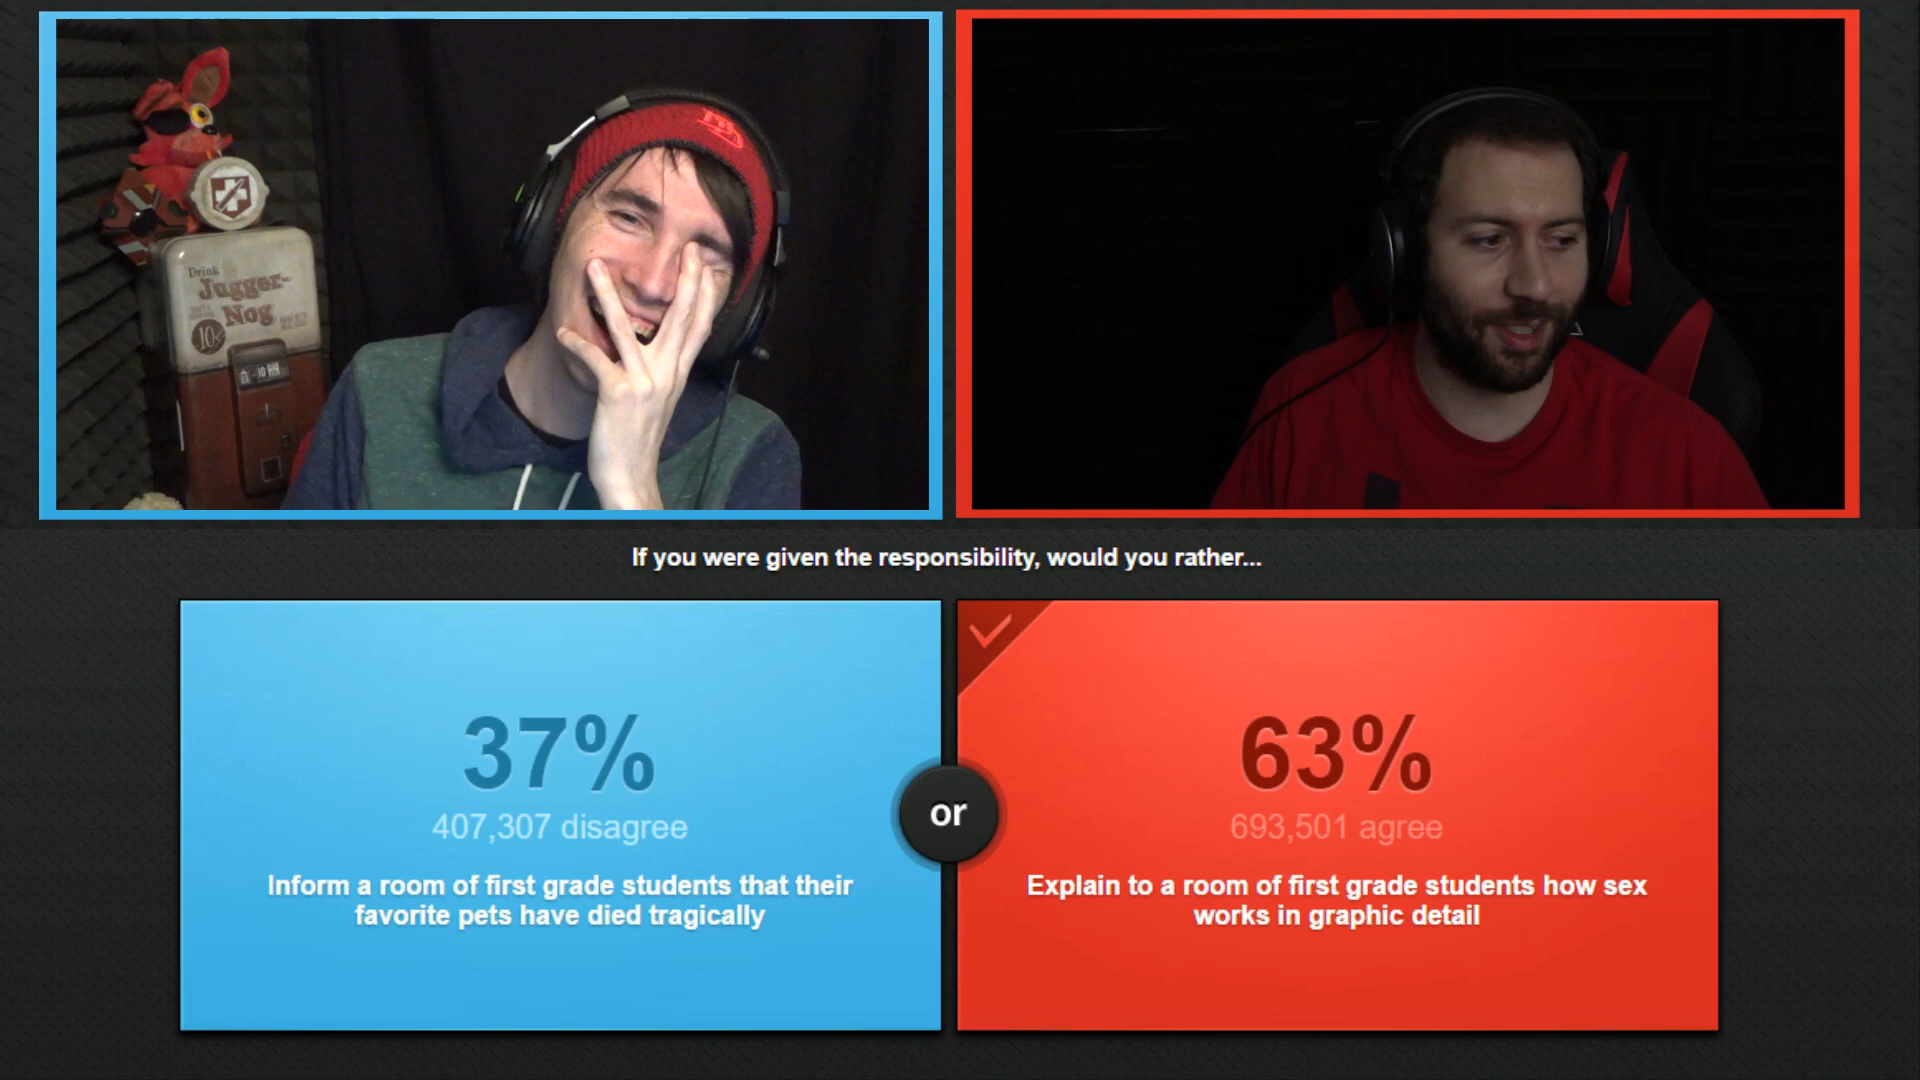 Drink
Jugger-
Nog
10¢
If you were given the responsibility, would you rather...
37%
407,307 disagree
Inform a room of first grade students that their
favorite pets have died tragically
or
63%
693,501 agree
Explain to a room of first grade students how sex
works in graphic detail